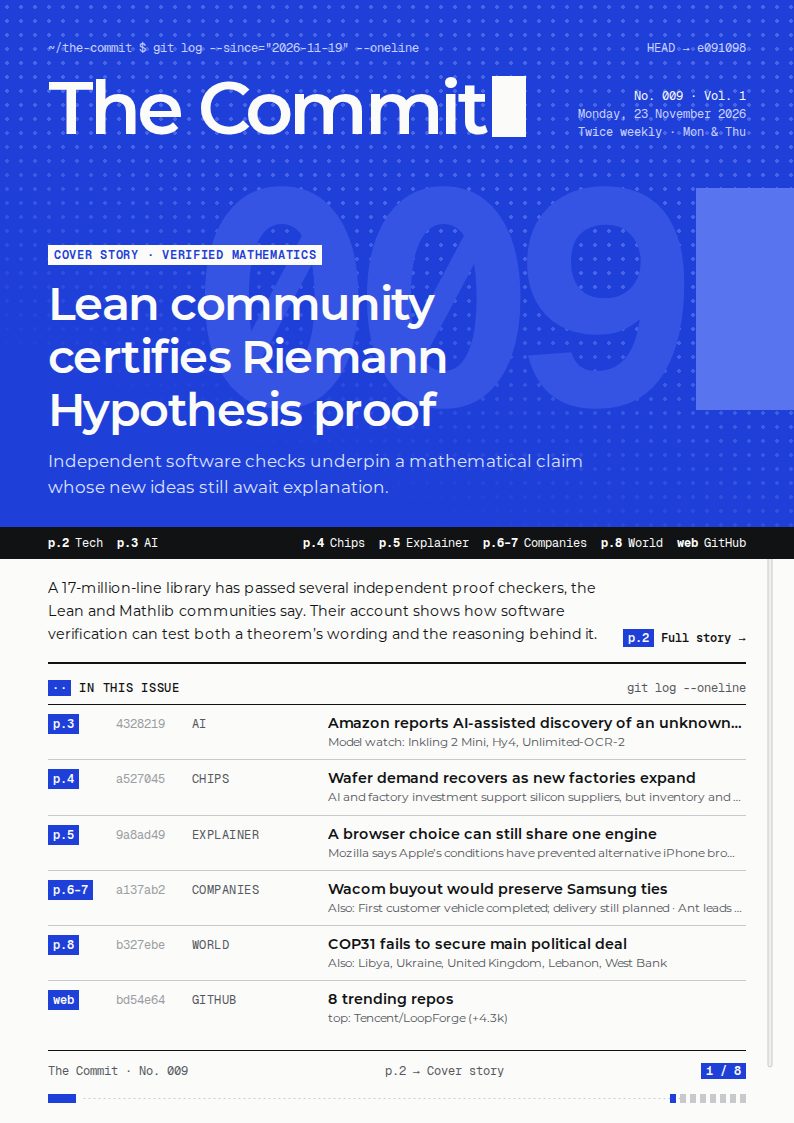 ~/the-commit $ git log --since="2026-11-19" --oneline
HEAD → e091098
The Commit
No. 009 · Vol. 1
Monday, 23 November 2026
Twice weekly · Mon & Thu
009
COVER STORY · VERIFIED MATHEMATICS
Lean community
certifies Riemann
Hypothesis proof
Independent software checks underpin a mathematical claim
whose new ideas still await explanation.
p.2 Tech p.3 AI p.4 Chips p.5 Explainer p.6–7 Companies p.8 World web GitHub
A 17-million-line library has passed several independent proof checkers, the
Lean and Mathlib communities say. Their account shows how software
verification can test both a theorem's wording and the reasoning behind it.
p.2 Full story →
·· IN THIS ISSUE
git log --oneline
p.3 4328219 AI Amazon reports AI-assisted discovery of an unknown…
Model watch: Inkling 2 Mini, Hy4, Unlimited-OCR-2
p.4 a527045 CHIPS Wafer demand recovers as new factories expand
AI and factory investment support silicon suppliers, but inventory and …
p.5 9a8ad49 EXPLAINER A browser choice can still share one engine
Mozilla says Apple's conditions have prevented alternative iPhone bro…
p.6–7 a137ab2 COMPANIES Wacom buyout would preserve Samsung ties
Also: First customer vehicle completed; delivery still planned · Ant leads …
p.8 b327ebe WORLD COP31 fails to secure main political deal
Also: Libya, Ukraine, United Kingdom, Lebanon, West Bank
web bd54e64 GITHUB 8 trending repos
top: Tencent/LoopForge (+4.3k)
The Commit · No. 009
p.2 → Cover story
1 / 8